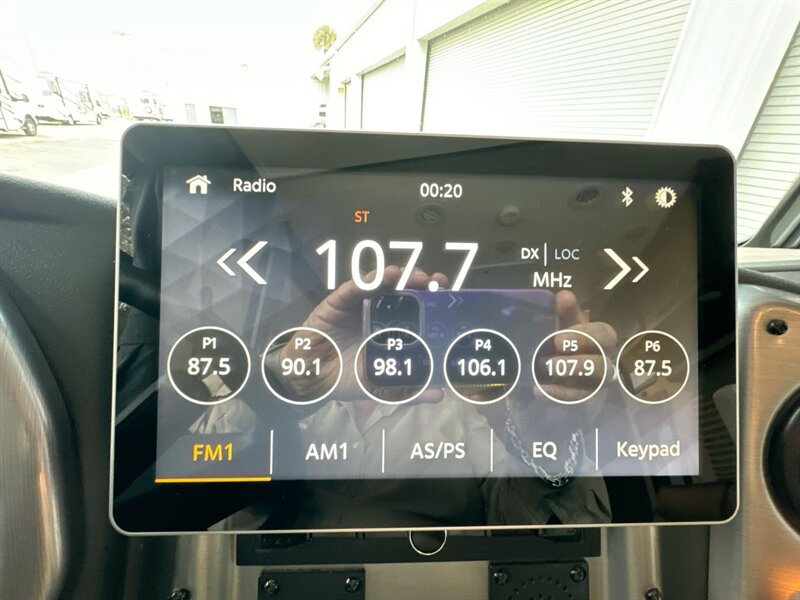 Radio 00:20
ST
107.7 DX | LOC
MHz
P1 P2 P3 P4 P5 P6
87.5 90.1 98.1 106.1 107.9 87.5
FM1 AM1 AS/PS EQ Keypad